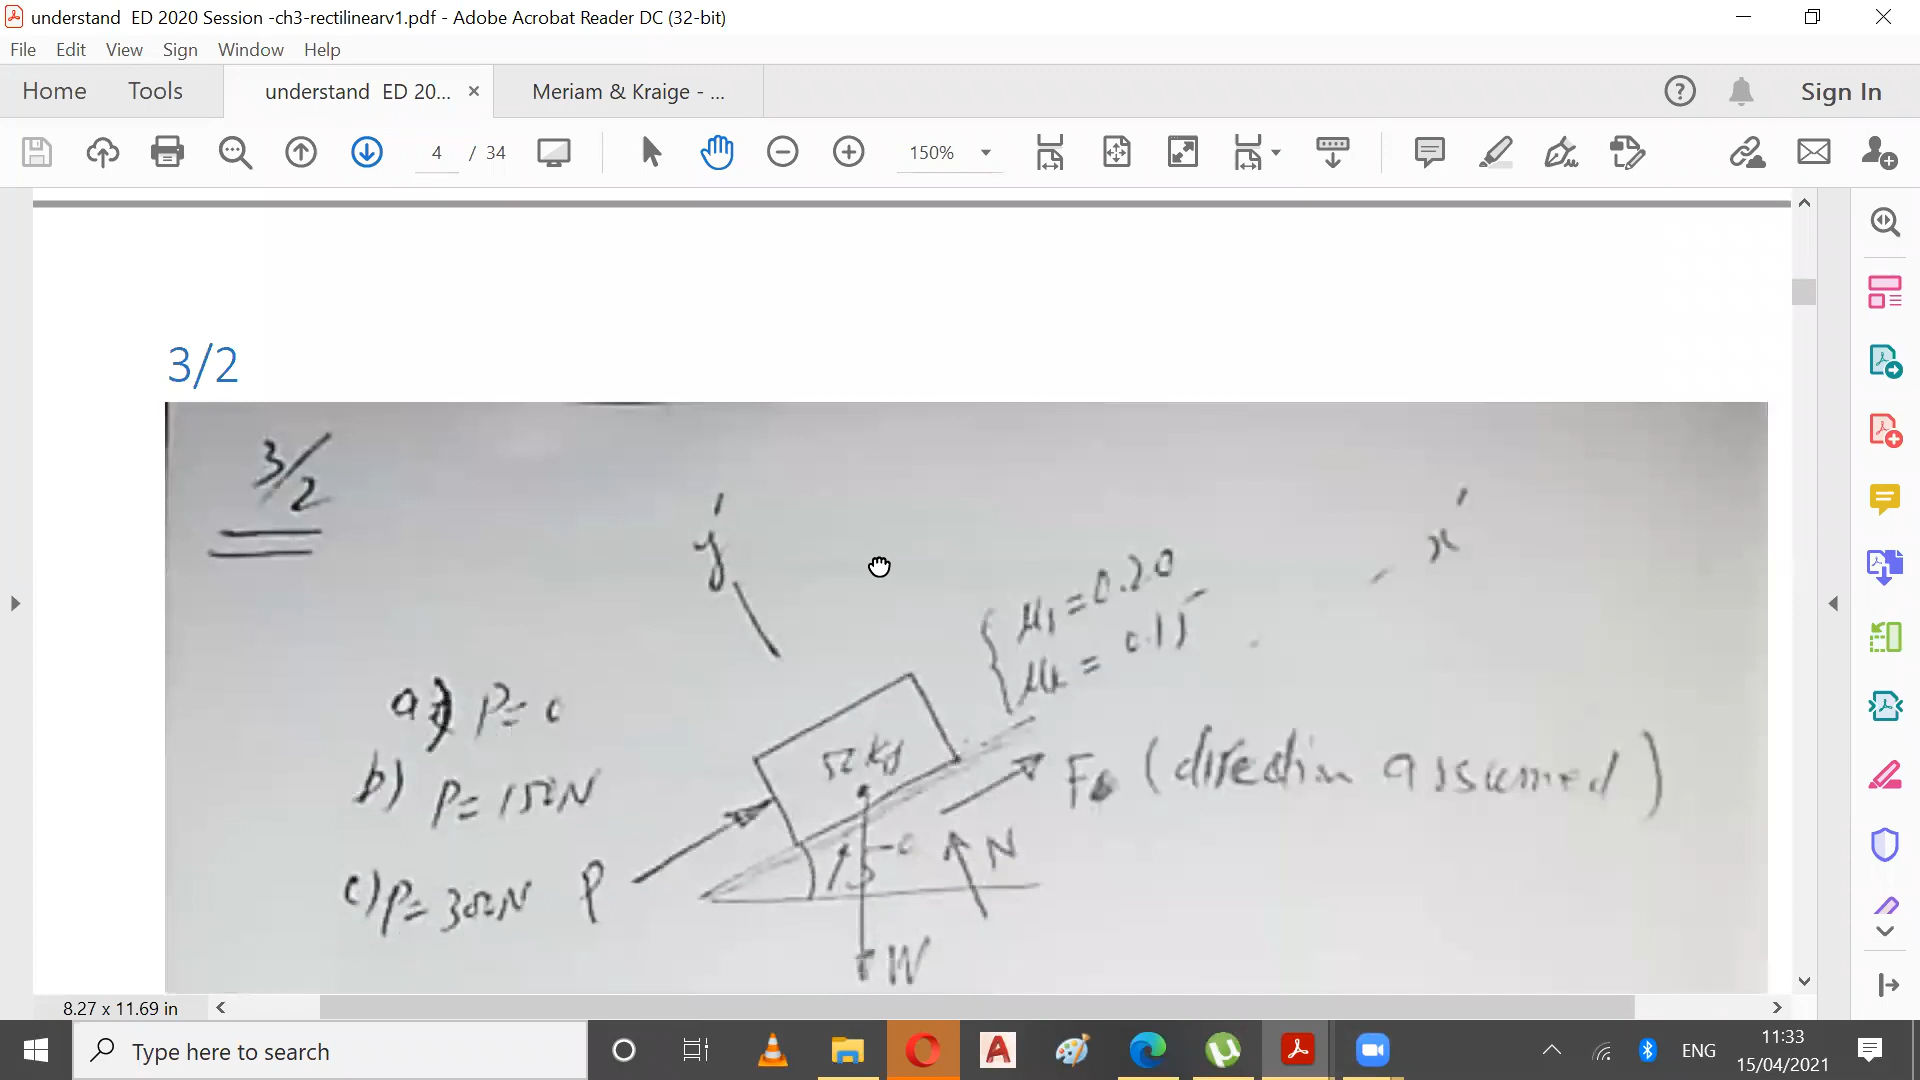 understand ED 2020 Session -ch3-rectilinearv1.pdf - Adobe Acrobat Reader DC (32-bit)
File Edit View Sign Window Help
Home Tools understand ED 20... × Meriam & Kraige - ... Sign In
4 / 34 150%
3/2
3/2
y' x'
μs = 0.20
μk = 0.15
a) P = 0
50 kg
F (direction assumed)
b) P = 150N
15° N
c) P = 300N P
W
8.27 x 11.69 in
Type here to search
ENG 11:33
15/04/2021